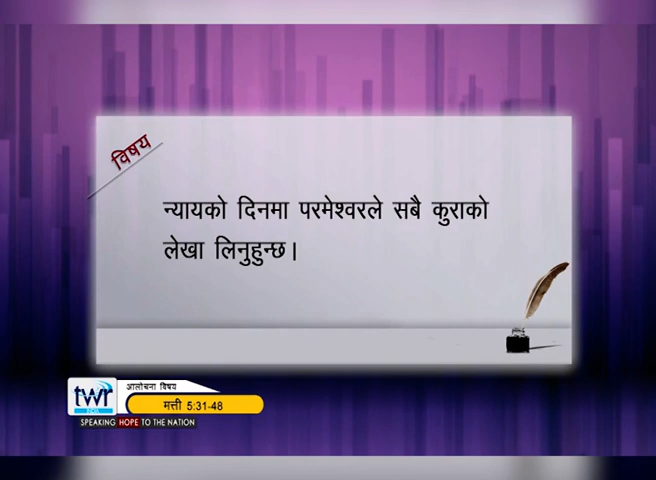 विषय
न्यायको दिनमा परमेश्वरले सबै कुराको
लेखा लिनुहुन्छ।
twr
आलोचना विषय
मत्ती 5:31-48
SPEAKING HOPE TO THE NATION